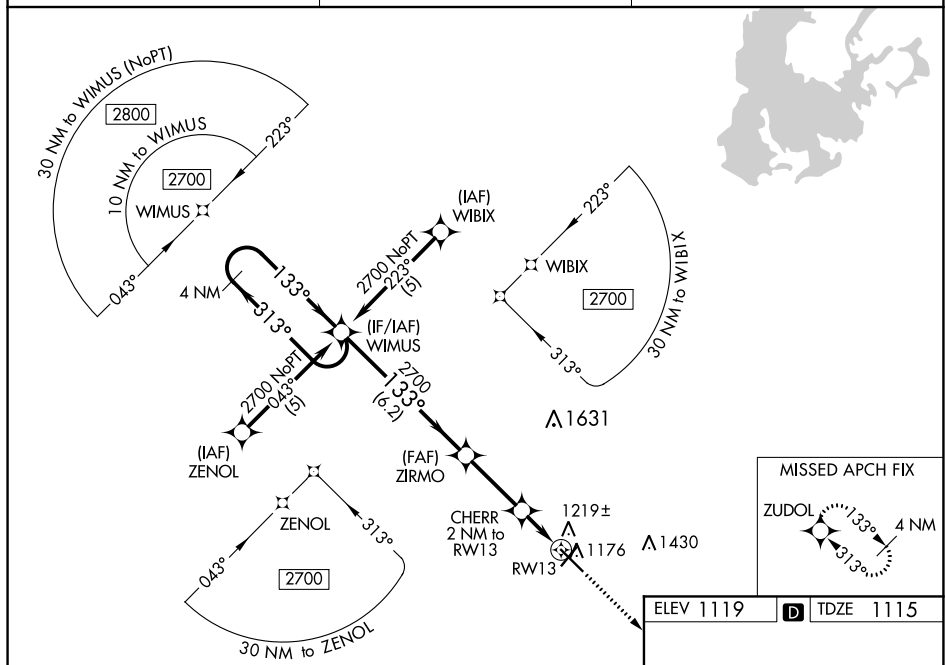 30 NM to WIMUS (NoPT)
2800
10 NM to WIMUS
223°
2700
WIMUS
043°
(IAF)
WIBIX
2700 NoPT
223°
(5)
223°
WIBIX
2700
30 NM to WIBIX
313°
4 NM
133°
313°
(IF/IAF)
WIMUS
2700 NoPT
043°
(5)
2700
133°
(6.2)
(IAF)
ZENOL
1631
(FAF)
ZIRMO
MISSED APCH FIX
ZUDOL
133°
4 NM
313°
ZENOL
043°
313°
2700
30 NM to ZENOL
CHERR
2 NM to
RW13
1219±
1176
1430
RW13
ELEV 1119
D
TDZE 1115